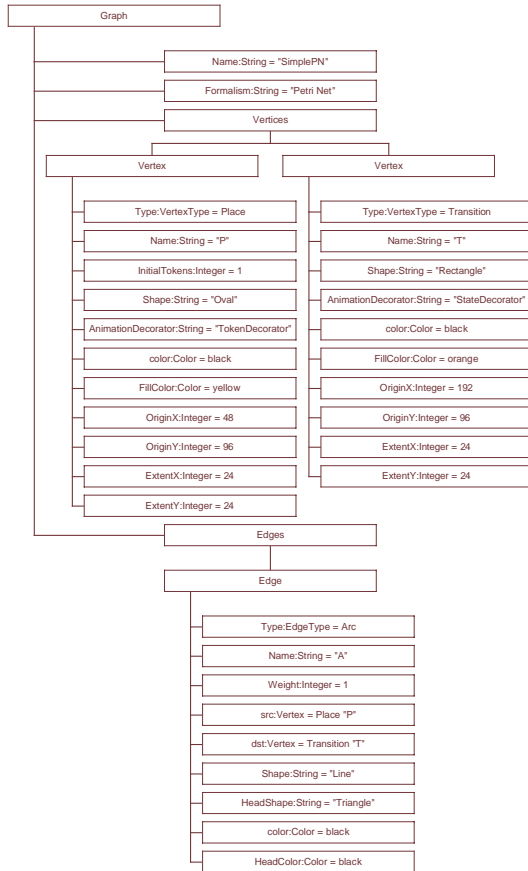 Graph
Name:String = "SimplePN"
Formalism:String = "Petri Net"
Vertices
Vertex
Vertex
Type:VertexType = Place
Type:VertexType = Transition
Name:String = "P"
Name:String = "T"
InitialTokens:Integer = 1
Shape:String = "Rectangle"
Shape:String = "Oval"
AnimationDecorator:String = "StateDecorator"
AnimationDecorator:String = "TokenDecorator"
color:Color = black
color:Color = black
FillColor:Color = orange
FillColor:Color = yellow
OriginX:Integer = 192
OriginX:Integer = 48
OriginY:Integer = 96
OriginY:Integer = 96
ExtentX:Integer = 24
ExtentX:Integer = 24
ExtentY:Integer = 24
ExtentY:Integer = 24
Edges
Edge
Type:EdgeType = Arc
Name:String = "A"
Weight:Integer = 1
src:Vertex = Place "P"
dst:Vertex = Transition "T"
Shape:String = "Line"
HeadShape:String = "Triangle"
color:Color = black
HeadColor:Color = black